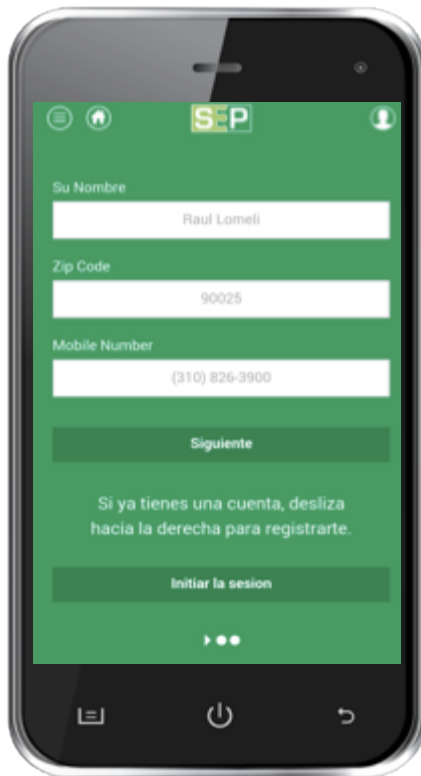 SEP
Su Nombre
Raul Lomeli
Zip Code
90025
Mobile Number
(310) 826-3900
Siguiente
Si ya tienes una cuenta, desliza
hacia la derecha para registrarte.
Initiar la sesion